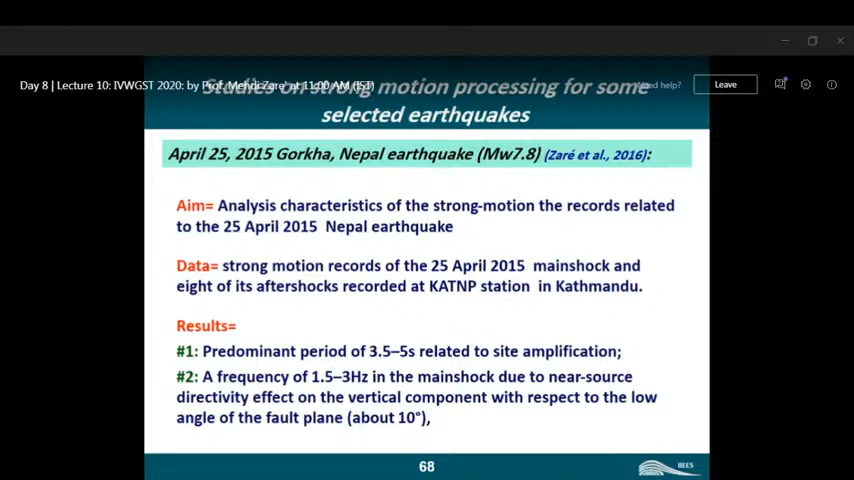 Day 8 | Lecture 10: IVWGST 2020: by Prof. Mehdi Zare' at 11:00 AM (IST)
Need help?
Leave
Studies on strong motion processing for some
selected earthquakes
April 25, 2015 Gorkha, Nepal earthquake (Mw7.8) (Zaré et al., 2016):
Aim= Analysis characteristics of the strong-motion the records related
to the 25 April 2015 Nepal earthquake
Data= strong motion records of the 25 April 2015 mainshock and
eight of its aftershocks recorded at KATNP station in Kathmandu.
Results=
#1: Predominant period of 3.5–5s related to site amplification;
#2: A frequency of 1.5–3Hz in the mainshock due to near-source
directivity effect on the vertical component with respect to the low
angle of the fault plane (about 10°),
68
IIEES